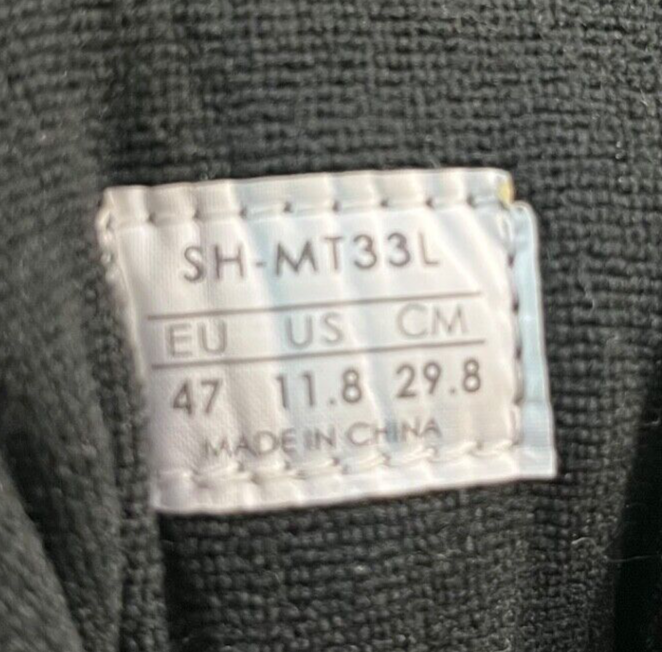 SH-MT33L
EU US CM
47 11.8 29.8
MADE IN CHINA